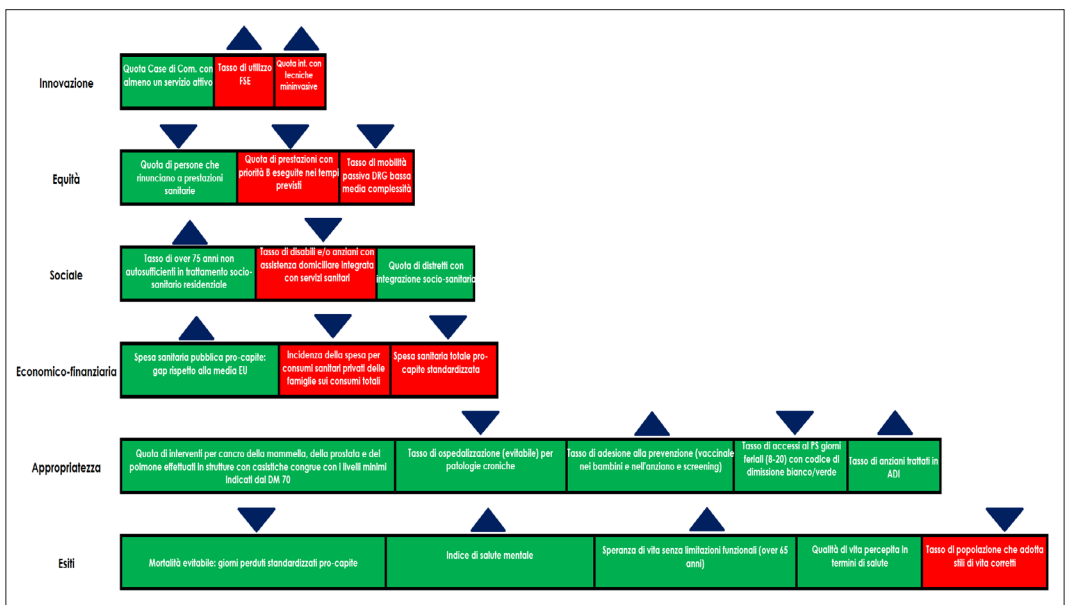 Innovazione
Quota Case di Com. con
almeno un servizio attivo
Tasso di utilizzo
FSE
Quota int. con
tecniche
mininvasive
Equità
Quota di persone che
rinunciano a prestazioni
sanitarie
Quota di prestazioni con
priorità B eseguite nei tempi
previsti
Tasso di mobilità
passiva DRG bassa
media complessità
Sociale
Tasso di over 75 anni non
autosufficienti in trattamento socio-
sanitario residenziale
Tasso di disabili e/o anziani con
assistenza domiciliare integrata
con servizi sanitari
Quota di distretti con
integrazione socio-sanitaria
Economico-finanziaria
Spesa sanitaria pubblica pro-capite:
gap rispetto alla media EU
Incidenza della spesa per
consumi sanitari privati delle
famiglie sui consumi totali
Spesa sanitaria totale pro-
capite standardizzata
Appropriatezza
Quota di interventi per cancro della mammella, della prostata e del
polmone effettuati in strutture con casistiche congrue con i livelli minimi
indicati dal DM 70
Tasso di ospedalizzazione (evitabile) per
patologie croniche
Tasso di adesione alla prevenzione (vaccinale
nei bambini e nell'anziano e screening)
Tasso di accessi al PS giorni
feriali (8-20) con codice di
dimissione bianco/verde
Tasso di anziani trattati in
ADI
Esiti
Mortalità evitabile: giorni perduti standardizzati pro-capite
Indice di salute mentale
Speranza di vita senza limitazioni funzionali (over 65
anni)
Qualità di vita percepita in
termini di salute
Tasso di popolazione che adotta
stili di vita corretti